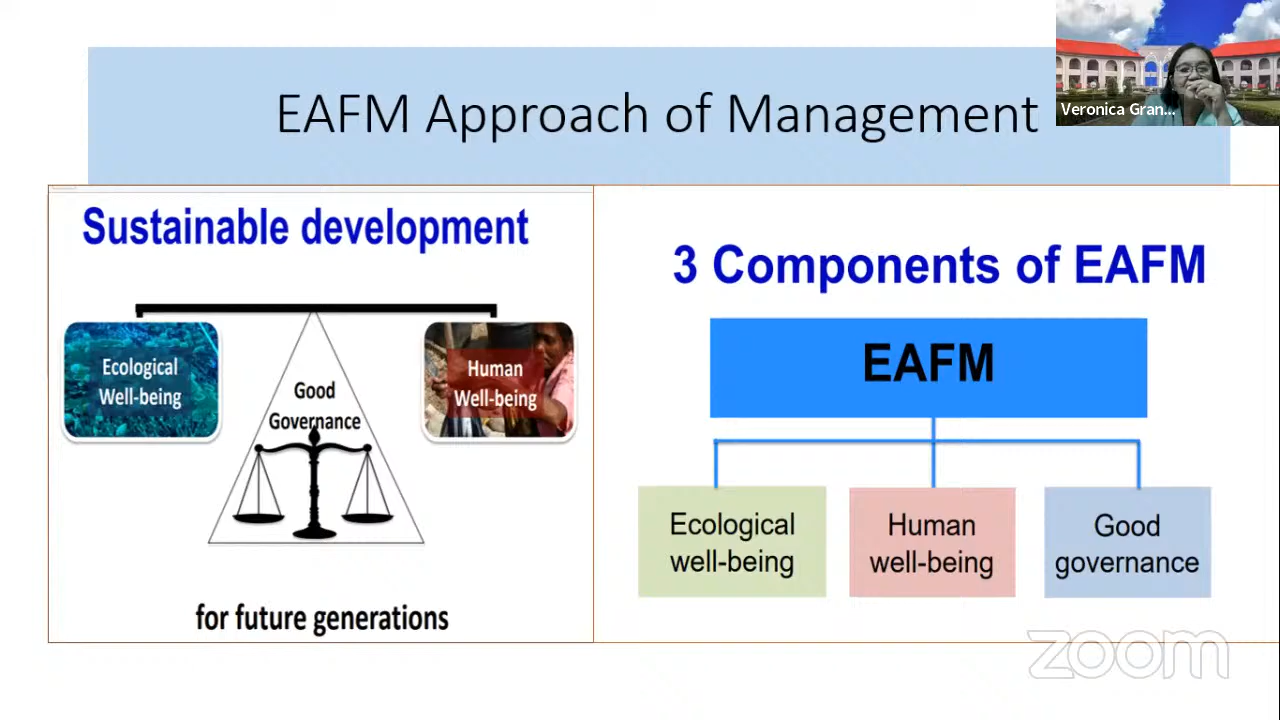 EAFM Approach of Management
Veronica Gran...
Sustainable development
Ecological
Well-being
Good
Governance
Human
Well-being
for future generations
3 Components of EAFM
EAFM
Ecological
well-being
Human
well-being
Good
governance
zoom